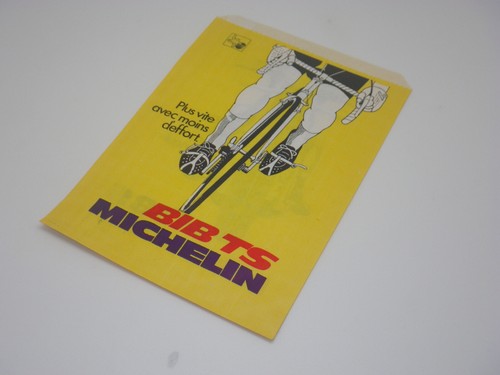 Plus vite
avec moins
d'effort
BIB TS
MICHELIN